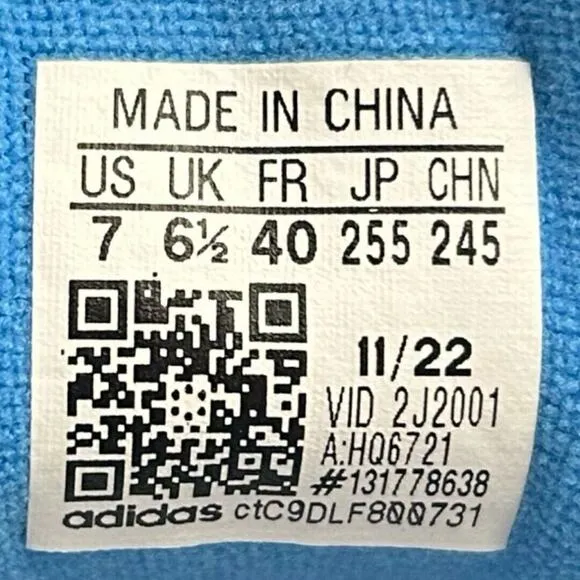 MADE IN CHINA
US UK FR JP CHN
7 6½ 40 255 245
11/22
VID 2J2001
A:HQ6721
#131778638
adidas ctC9DLF800731